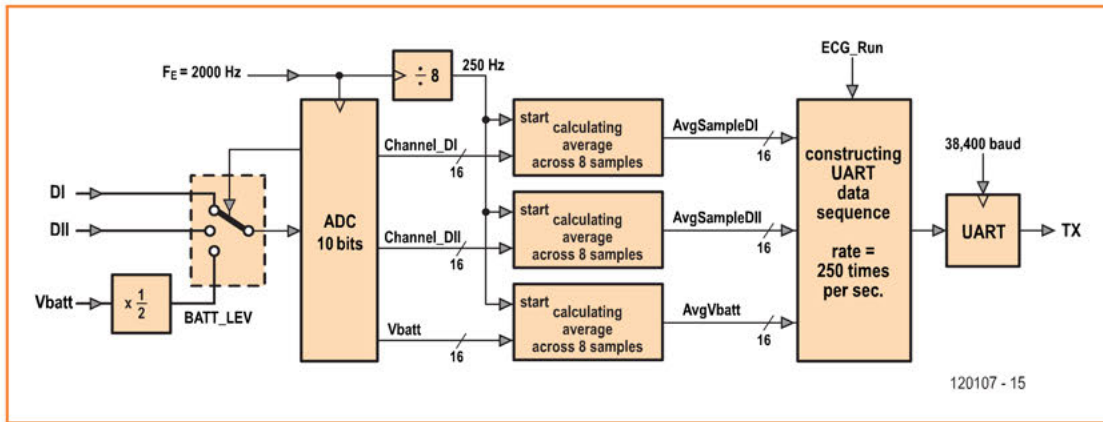 ECG_Run
F_E = 2000 Hz
÷ 8
250 Hz
DI
DII
Vbatt
x 1/2
BATT_LEV
ADC
10 bits
Channel_DI
16
Channel_DII
16
Vbatt
16
start
calculating
average
across 8 samples
start
calculating
average
across 8 samples
start
calculating
average
across 8 samples
AvgSampleDI
16
AvgSampleDII
16
AvgVbatt
16
constructing
UART
data
sequence
rate =
250 times
per sec.
38,400 baud
UART
TX
120107 - 15